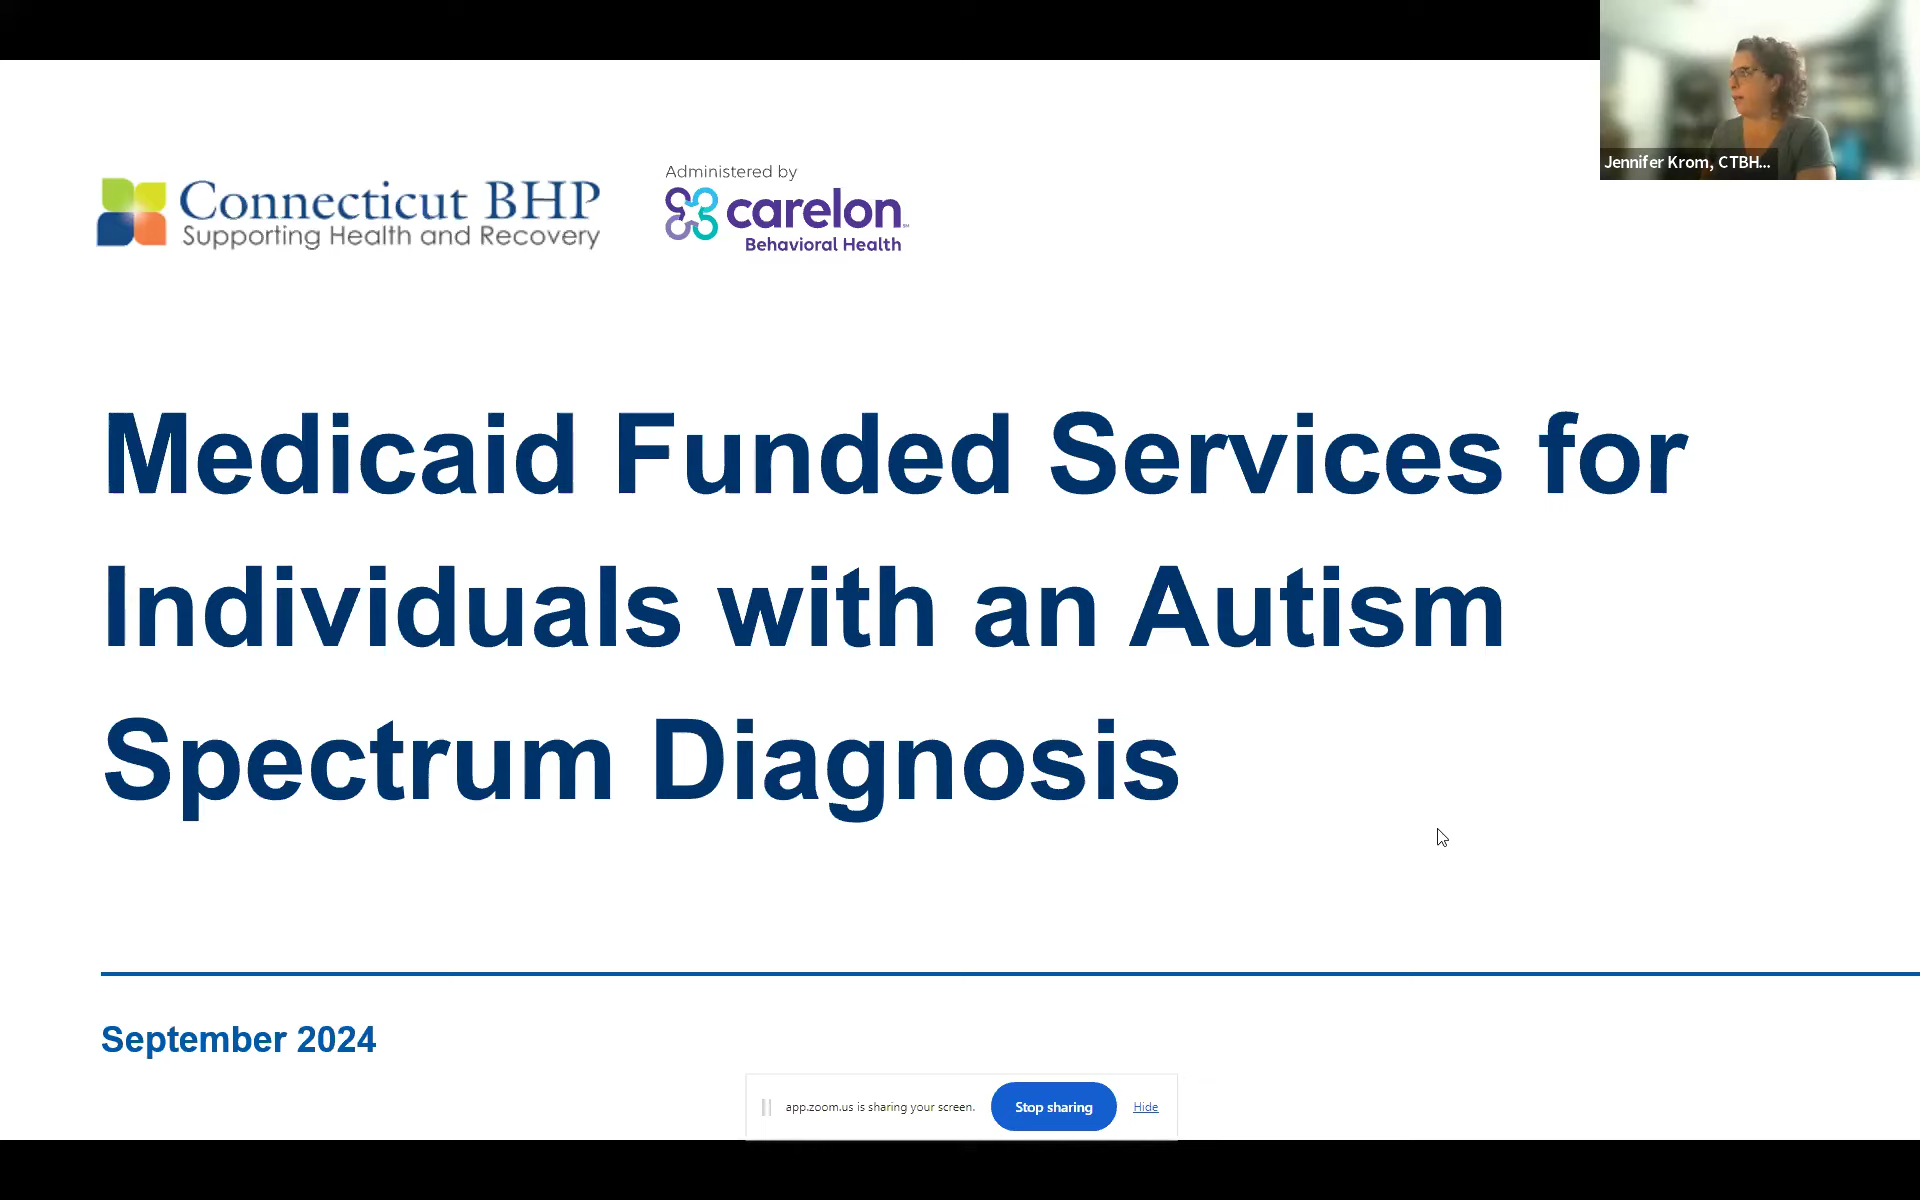 Jennifer Krom, CTBH...
Connecticut BHP
Supporting Health and Recovery
Administered by
carelon
Behavioral Health
Medicaid Funded Services for
Individuals with an Autism
Spectrum Diagnosis
September 2024
app.zoom.us is sharing your screen.
Stop sharing
Hide